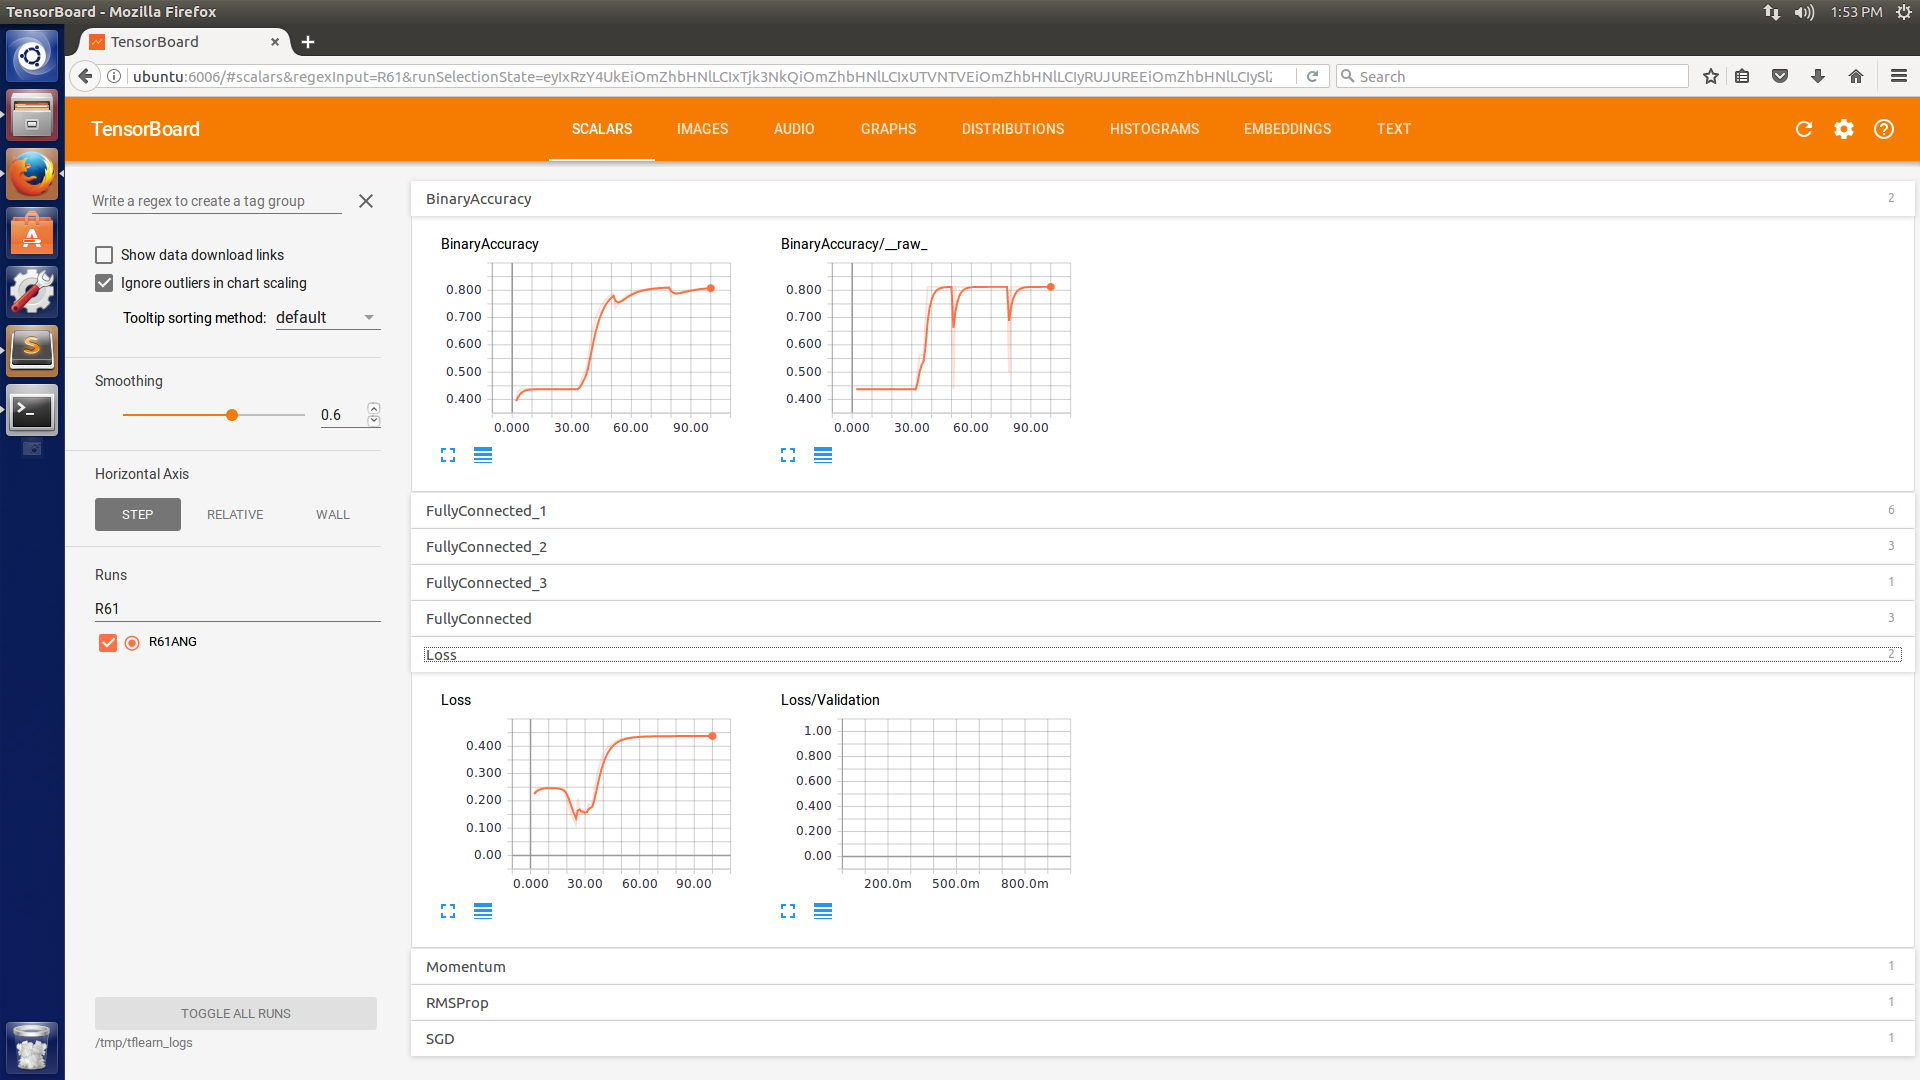 TensorBoard - Mozilla Firefox
1:53 PM
TensorBoard
ubuntu:6006/#scalars&regexInput=R61&runSelectionState=eyIxRzY4UkEiOmZhbHNlLCIxTjk3NkQiOmZhbHNlLCIxUTVNTVEiOmZhbHNlLCIyRUJUREEiOmZhbHNlLCIySlZ
Search
TensorBoard
SCALARS
IMAGES
AUDIO
GRAPHS
DISTRIBUTIONS
HISTOGRAMS
EMBEDDINGS
TEXT
Write a regex to create a tag group
Show data download links
Ignore outliers in chart scaling
Tooltip sorting method: default
Smoothing
0.6
Horizontal Axis
STEP RELATIVE WALL
Runs
R61
R61ANG
TOGGLE ALL RUNS
/tmp/tflearn_logs
BinaryAccuracy 2
BinaryAccuracy
0.800
0.700
0.600
0.500
0.400
0.000 30.00 60.00 90.00
BinaryAccuracy/__raw_
0.800
0.700
0.600
0.500
0.400
0.000 30.00 60.00 90.00
FullyConnected_1 6
FullyConnected_2 3
FullyConnected_3 1
FullyConnected 3
Loss 2
Loss
0.400
0.300
0.200
0.100
0.00
0.000 30.00 60.00 90.00
Loss/Validation
1.00
0.800
0.600
0.400
0.200
0.00
200.0m 500.0m 800.0m
Momentum 1
RMSProp 1
SGD 1